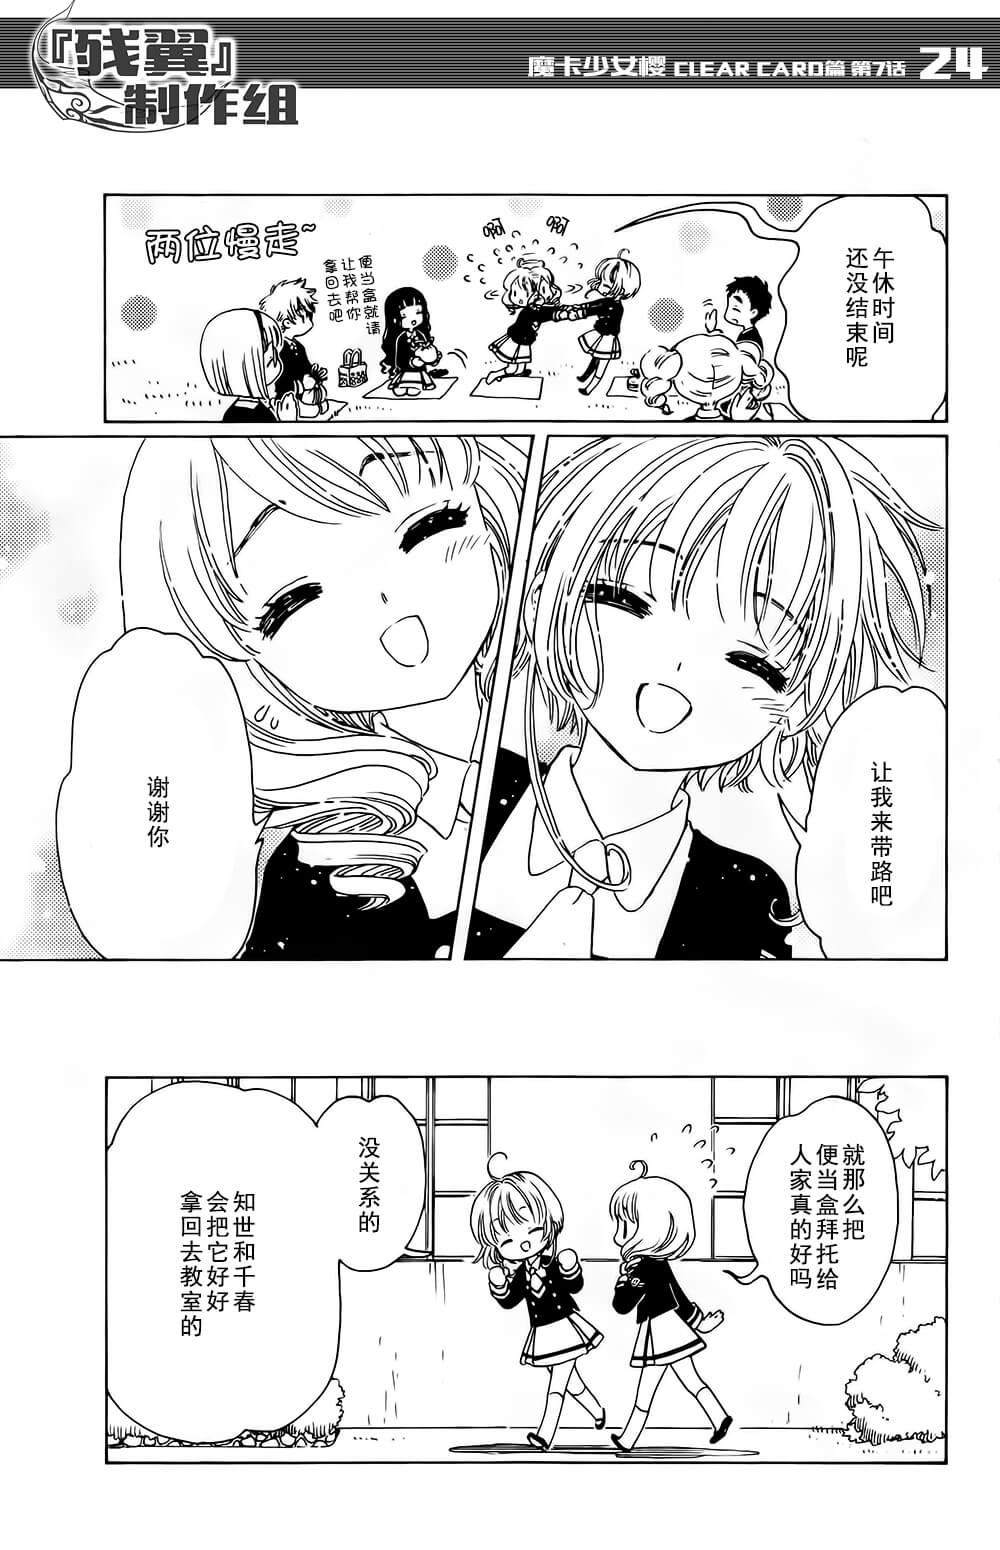 『残翼』
制作组
魔卡少女樱 CLEAR CARD篇 第7话 24
午休时间
还没结束呢
啊
啊
便当盒就请
让我帮你
拿回去吧
两位慢走~
让我来带路吧
谢谢你
就那么把
便当盒拜托给
人家真的好吗
没关系的
知世和千春
会把它好好
拿回去教室的